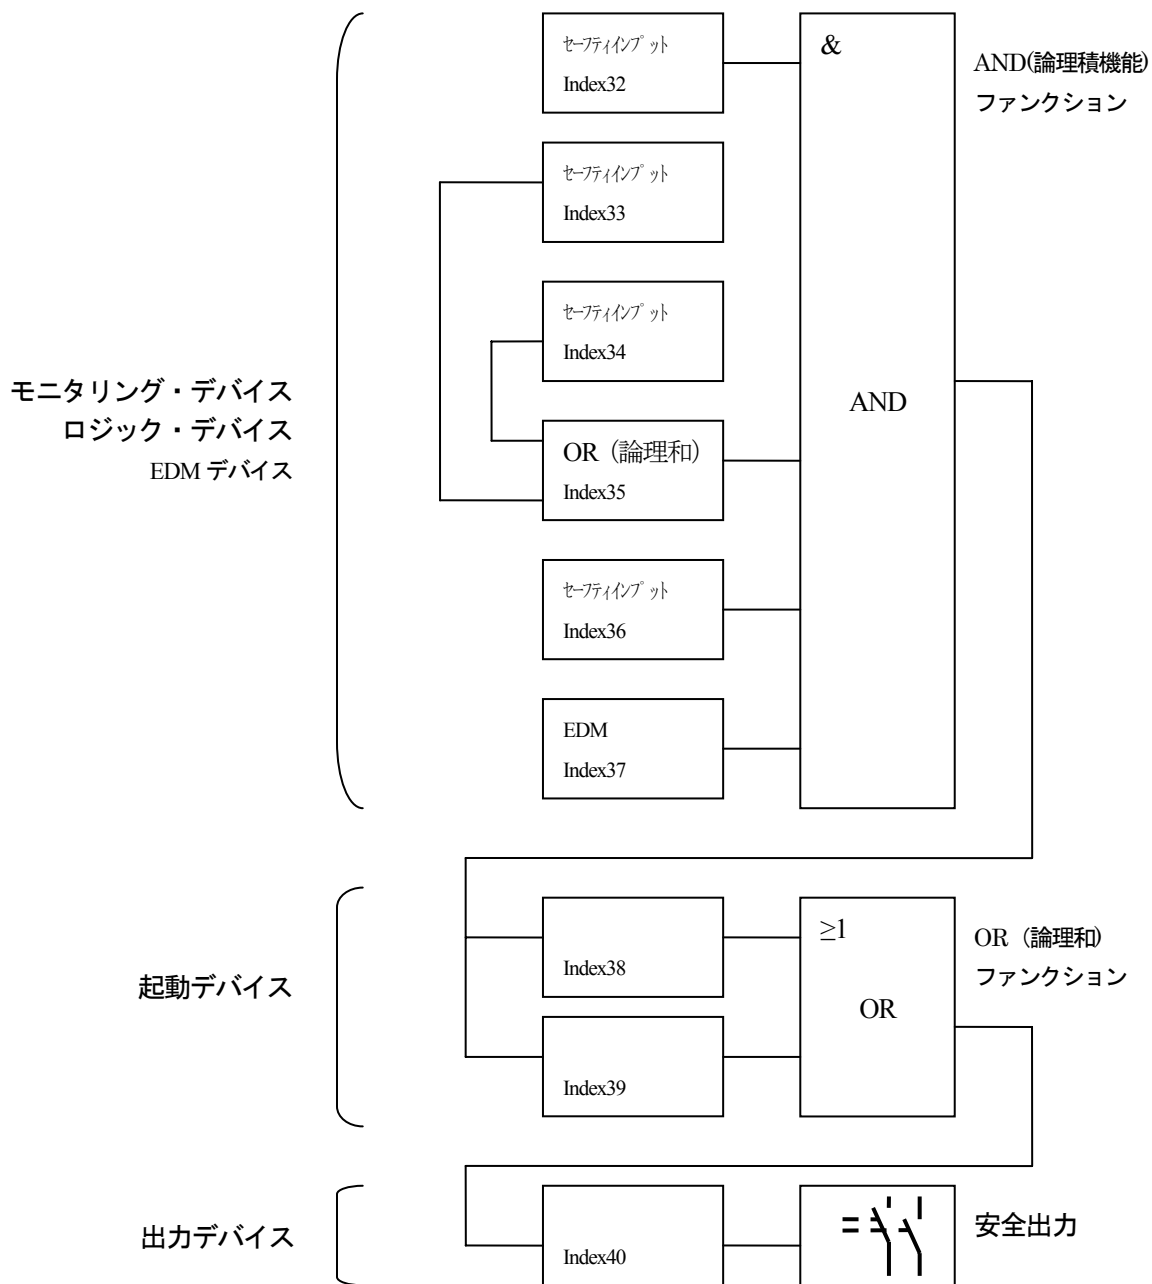 セーフティインプット
Index32
&
AND(論理積機能)
ファンクション
セーフティインプット
Index33
セーフティインプット
Index34
モニタリング・デバイス
ロジック・デバイス
EDM デバイス
AND
OR（論理和）
Index35
セーフティインプット
Index36
EDM
Index37
起動デバイス
Index38
≥1
OR
OR（論理和）
ファンクション
Index39
出力デバイス
Index40
安全出力